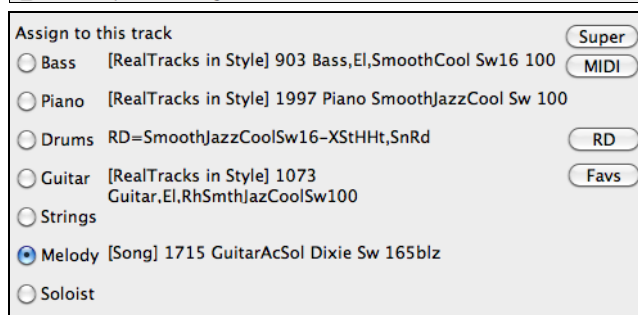 Assign to this track
Super
Bass [RealTracks in Style] 903 Bass,El,SmoothCool Sw16 100
MIDI
Piano [RealTracks in Style] 1997 Piano SmoothJazzCool Sw 100
Drums RD=SmoothJazzCoolSw16-XStHHt,SnRd
RD
Guitar [RealTracks in Style] 1073
Favs
Guitar,El,RhSmthJazCoolSw100
Strings
Melody [Song] 1715 GuitarAcSol Dixie Sw 165blz
Soloist